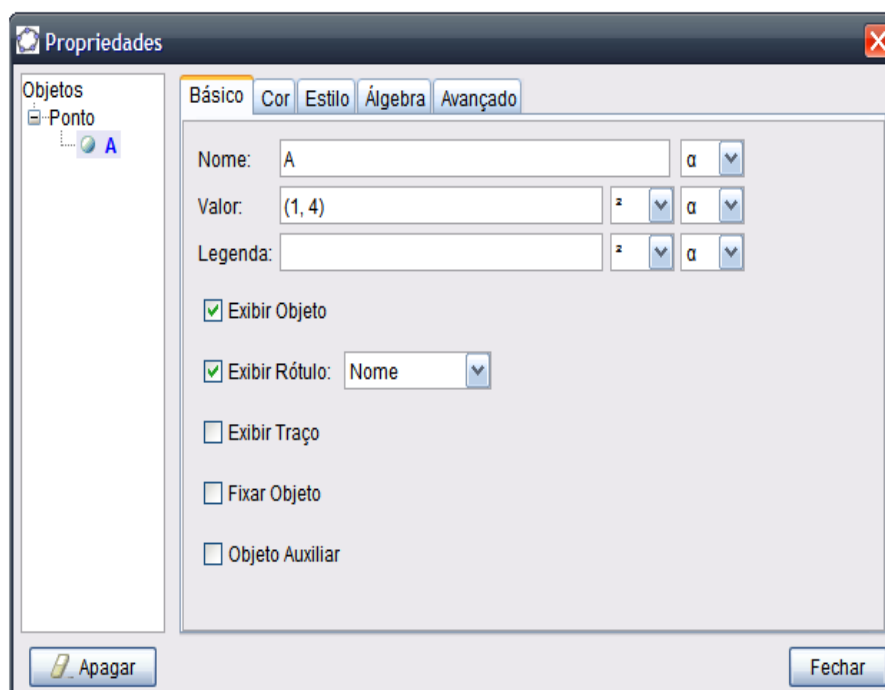 Propriedades
Objetos
Ponto
A
Básico Cor Estilo Álgebra Avançado
Nome: A α
Valor: (1, 4) ² α
Legenda: ² α
Exibir Objeto
Exibir Rótulo: Nome
Exibir Traço
Fixar Objeto
Objeto Auxiliar
Apagar
Fechar